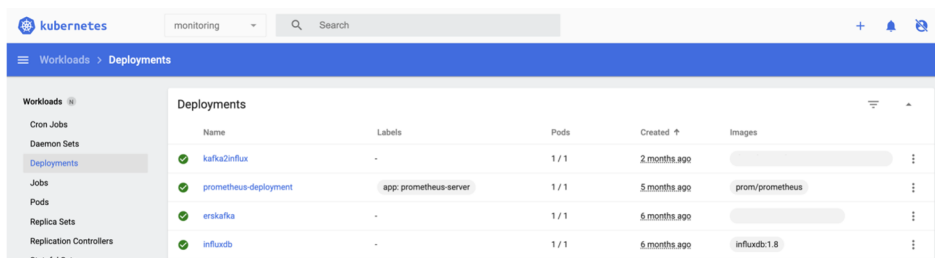 kubernetes
monitoring
Search
Workloads > Deployments
Workloads N
Cron Jobs
Daemon Sets
Deployments
Jobs
Pods
Replica Sets
Replication Controllers
Deployments
Name Labels Pods Created ↑ Images
kafka2influx - 1 / 1 2 months ago
prometheus-deployment app: prometheus-server 1 / 1 5 months ago prom/prometheus
erskafka - 1 / 1 6 months ago
influxdb - 1 / 1 6 months ago influxdb:1.8